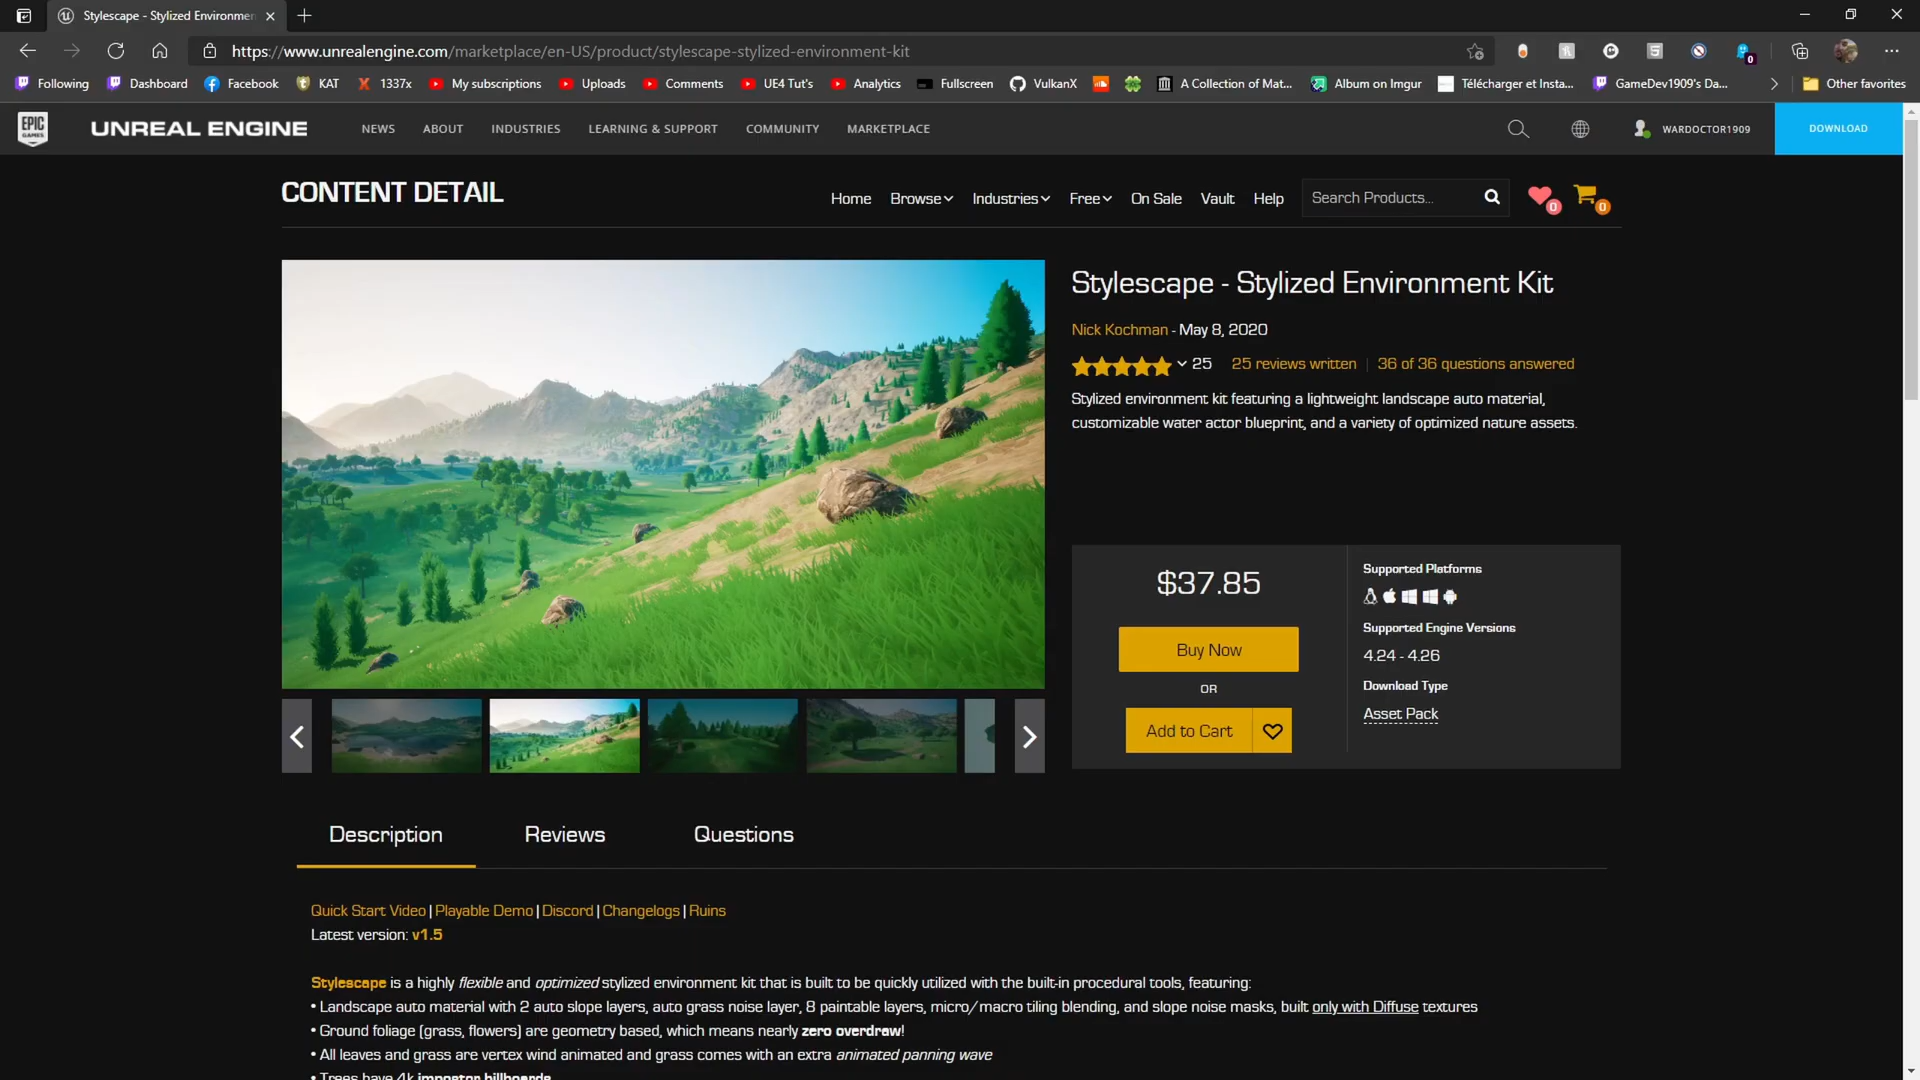 Stylescape - Stylized Environmen
https://www.unrealengine.com/marketplace/en-US/product/stylescape-stylized-environment-kit
0
Following Dashboard Facebook KAT 1337x My subscriptions Uploads Comments UE4 Tut's Analytics Fullscreen VulkanX A Collection of Mat... Album on Imgur Télécharger et Insta... GameDev1909's Da... Other favorites
EPIC GAMES UNREAL ENGINE NEWS ABOUT INDUSTRIES LEARNING & SUPPORT COMMUNITY MARKETPLACE WARDOCTOR1909 DOWNLOAD
CONTENT DETAIL
Home Browse Industries Free On Sale Vault Help Search Products... 0 0
Stylescape - Stylized Environment Kit
Nick Kochman - May 8, 2020
25 25 reviews written | 36 of 36 questions answered
Stylized environment kit featuring a lightweight landscape auto material,
customizable water actor blueprint, and a variety of optimized nature assets.
$37.85
Buy Now
OR
Add to Cart
Supported Platforms
Supported Engine Versions
4.24 - 4.26
Download Type
Asset Pack
Description Reviews Questions
Quick Start Video | Playable Demo | Discord | Changelogs | Ruins
Latest version: v1.5
Stylescape is a highly flexible and optimized stylized environment kit that is built to be quickly utilized with the built-in procedural tools, featuring:
• Landscape auto material with 2 auto slope layers, auto grass noise layer, 8 paintable layers, micro/macro tiling blending, and slope noise masks, built only with Diffuse textures
• Ground foliage (grass, flowers) are geometry based, which means nearly zero overdraw!
• All leaves and grass are vertex wind animated and grass comes with an extra animated panning wave
• Trees have 4k impostor billboards